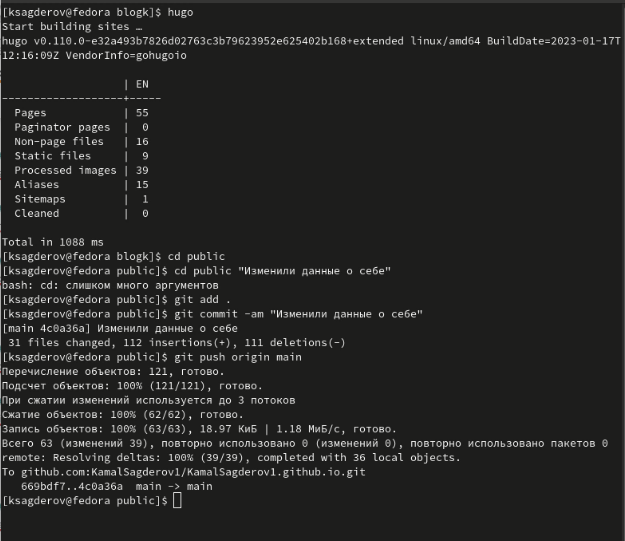 [ksagderov@fedora blogk]$ hugo
Start building sites …
hugo v0.110.0-e32a493b7826d02763c3b79623952e625402b168+extended linux/amd64 BuildDate=2023-01-17T
12:16:09Z VendorInfo=gohugoio
                   | EN
-------------------+-----
  Pages            | 55
  Paginator pages  |  0
  Non-page files   | 16
  Static files     |  9
  Processed images | 39
  Aliases          | 15
  Sitemaps         |  1
  Cleaned          |  0
Total in 1088 ms
[ksagderov@fedora blogk]$ cd public
[ksagderov@fedora public]$ cd public "Изменили данные о себе"
bash: cd: слишком много аргументов
[ksagderov@fedora public]$ git add .
[ksagderov@fedora public]$ git commit -am "Изменили данные о себе"
[main 4c0a36a] Изменили данные о себе
 31 files changed, 112 insertions(+), 111 deletions(-)
[ksagderov@fedora public]$ git push origin main
Перечисление объектов: 121, готово.
Подсчет объектов: 100% (121/121), готово.
При сжатии изменений используется до 3 потоков
Сжатие объектов: 100% (62/62), готово.
Запись объектов: 100% (63/63), 18.97 КиБ | 1.18 МиБ/с, готово.
Всего 63 (изменений 39), повторно использовано 0 (изменений 0), повторно использовано пакетов 0
remote: Resolving deltas: 100% (39/39), completed with 36 local objects.
To github.com:KamalSagderov1/KamalSagderov1.github.io.git
   669bdf7..4c0a36a  main -> main
[ksagderov@fedora public]$